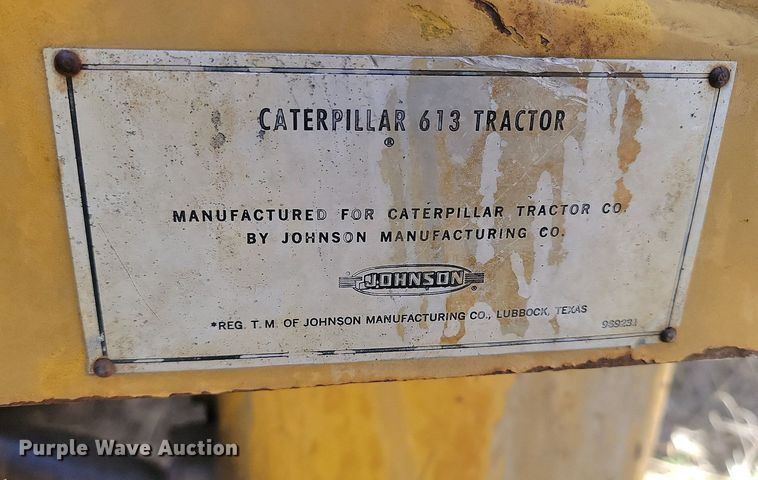 CATERPILLAR 613 TRACTOR
®
MANUFACTURED FOR CATERPILLAR TRACTOR CO.
BY JOHNSON MANUFACTURING CO.
JOHNSON ®
*REG. T. M. OF JOHNSON MANUFACTURING CO., LUBBOCK, TEXAS
Purple Wave Auction